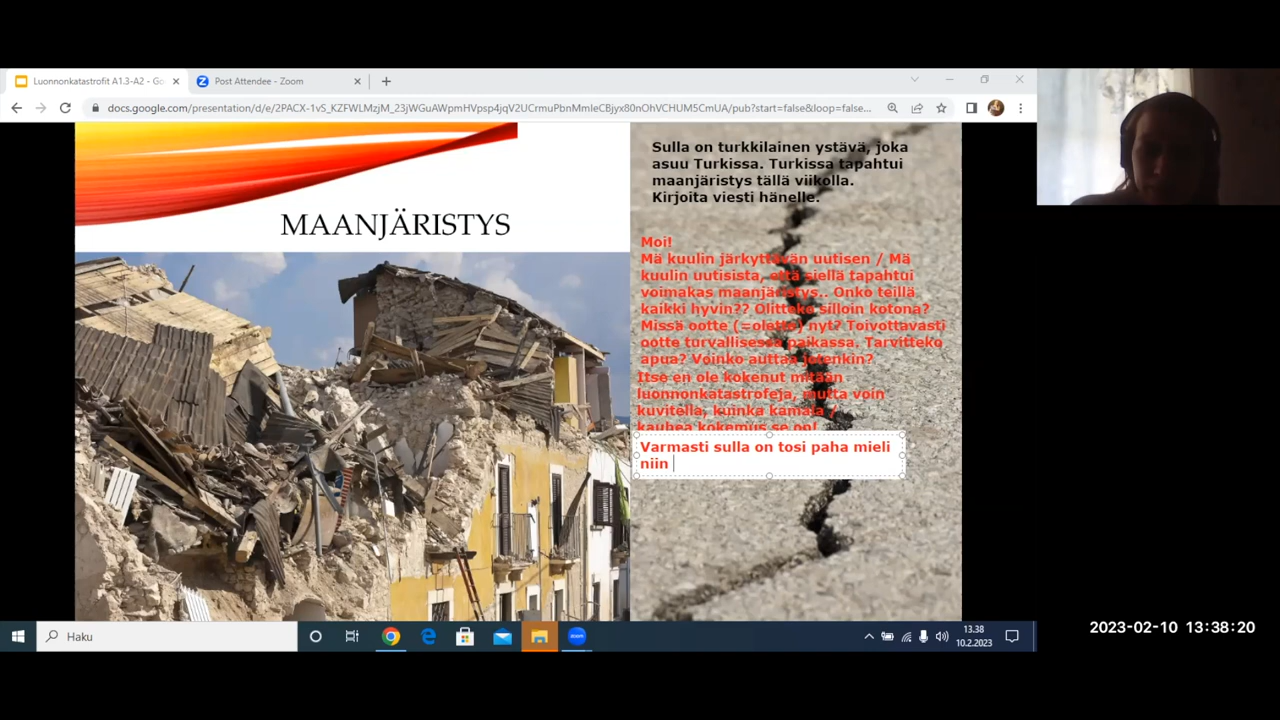 Luonnonkatastrofit A1.3-A2 - Go
Post Attendee - Zoom
docs.google.com/presentation/d/e/2PACX-1vS_KZFWLMzjM_23jWGuAWpmHVpsp4jqV2UCrmuPbnMmIeCBjyx80nOhVCHUM5CmUA/pub?start=false&loop=false...
MAANJÄRISTYS
Sulla on turkkilainen ystävä, joka
asuu Turkissa. Turkissa tapahtui
maanjäristys tällä viikolla.
Kirjoita viesti hänelle.
Moi!
Mä kuulin järkyttävän uutisen / Mä
kuulin uutisista, että siellä tapahtui
voimakas maanjäristys.. Onko teillä
kaikki hyvin?? Olitteko silloin kotona?
Missä ootte (=olette) nyt? Toivottavasti
ootte turvallisessa paikassa. Tarvitteko
apua? Voinko auttaa jotenkin?
Itse en ole kokenut mitään
luonnonkatastrofeja, mutta voin
kuvitella, kuinka kamala /
kauhea kokemus se on!
Varmasti sulla on tosi paha mieli
niin
Haku
zoom
13.38
10.2.2023
2023-02-10 13:38:20